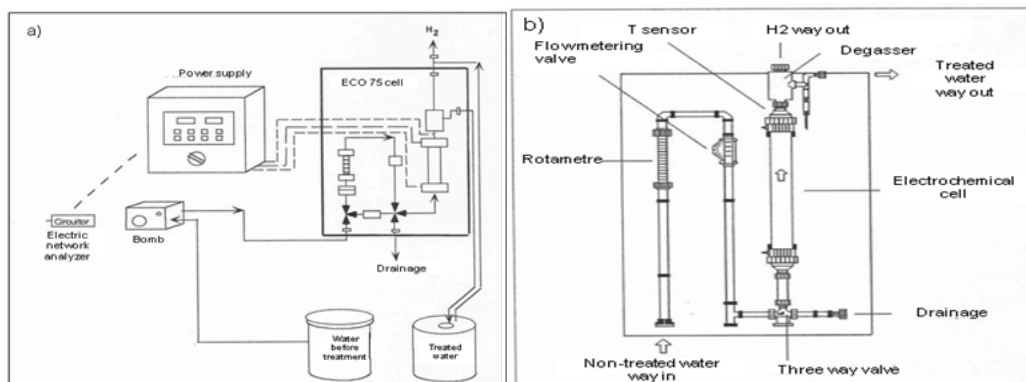 a)
H2
Power supply
ECO 75 cell
Circuitor
Electric
network
analyzer
Bomb
Drainage
Water
before
treatment
Treated
water
b)
T sensor
H2 way out
Flowmetering
valve
Degasser
Treated
water
way out
Rotametre
Electrochemical
cell
Drainage
Non-treated water
way in
Three way valve